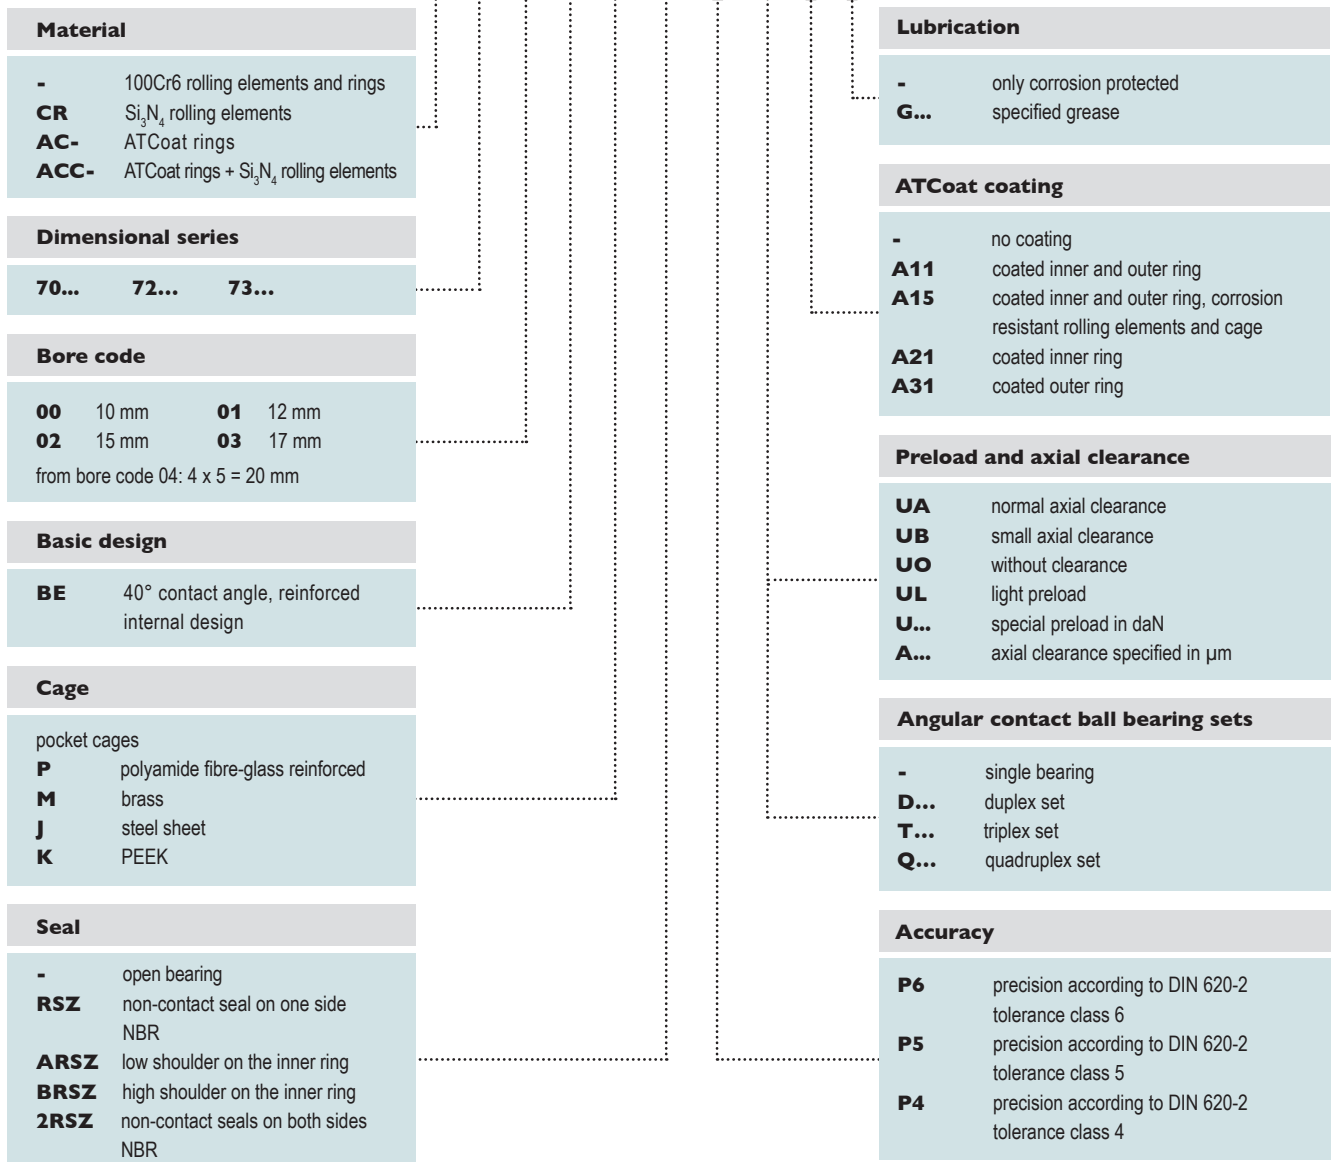 Material
- 100Cr6 rolling elements and rings
CR Si3N4 rolling elements
AC- ATCoat rings
ACC- ATCoat rings + Si3N4 rolling elements
Dimensional series
70... 72... 73...
Bore code
00 10 mm 01 12 mm
02 15 mm 03 17 mm
from bore code 04: 4 x 5 = 20 mm
Basic design
BE 40° contact angle, reinforced
internal design
Cage
pocket cages
P polyamide fibre-glass reinforced
M brass
J steel sheet
K PEEK
Seal
- open bearing
RSZ non-contact seal on one side
NBR
ARSZ low shoulder on the inner ring
BRSZ high shoulder on the inner ring
2RSZ non-contact seals on both sides
NBR
Lubrication
- only corrosion protected
G... specified grease
ATCoat coating
- no coating
A11 coated inner and outer ring
A15 coated inner and outer ring, corrosion
resistant rolling elements and cage
A21 coated inner ring
A31 coated outer ring
Preload and axial clearance
UA normal axial clearance
UB small axial clearance
UO without clearance
UL light preload
U... special preload in daN
A... axial clearance specified in µm
Angular contact ball bearing sets
- single bearing
D... duplex set
T... triplex set
Q... quadruplex set
Accuracy
P6 precision according to DIN 620-2
tolerance class 6
P5 precision according to DIN 620-2
tolerance class 5
P4 precision according to DIN 620-2
tolerance class 4